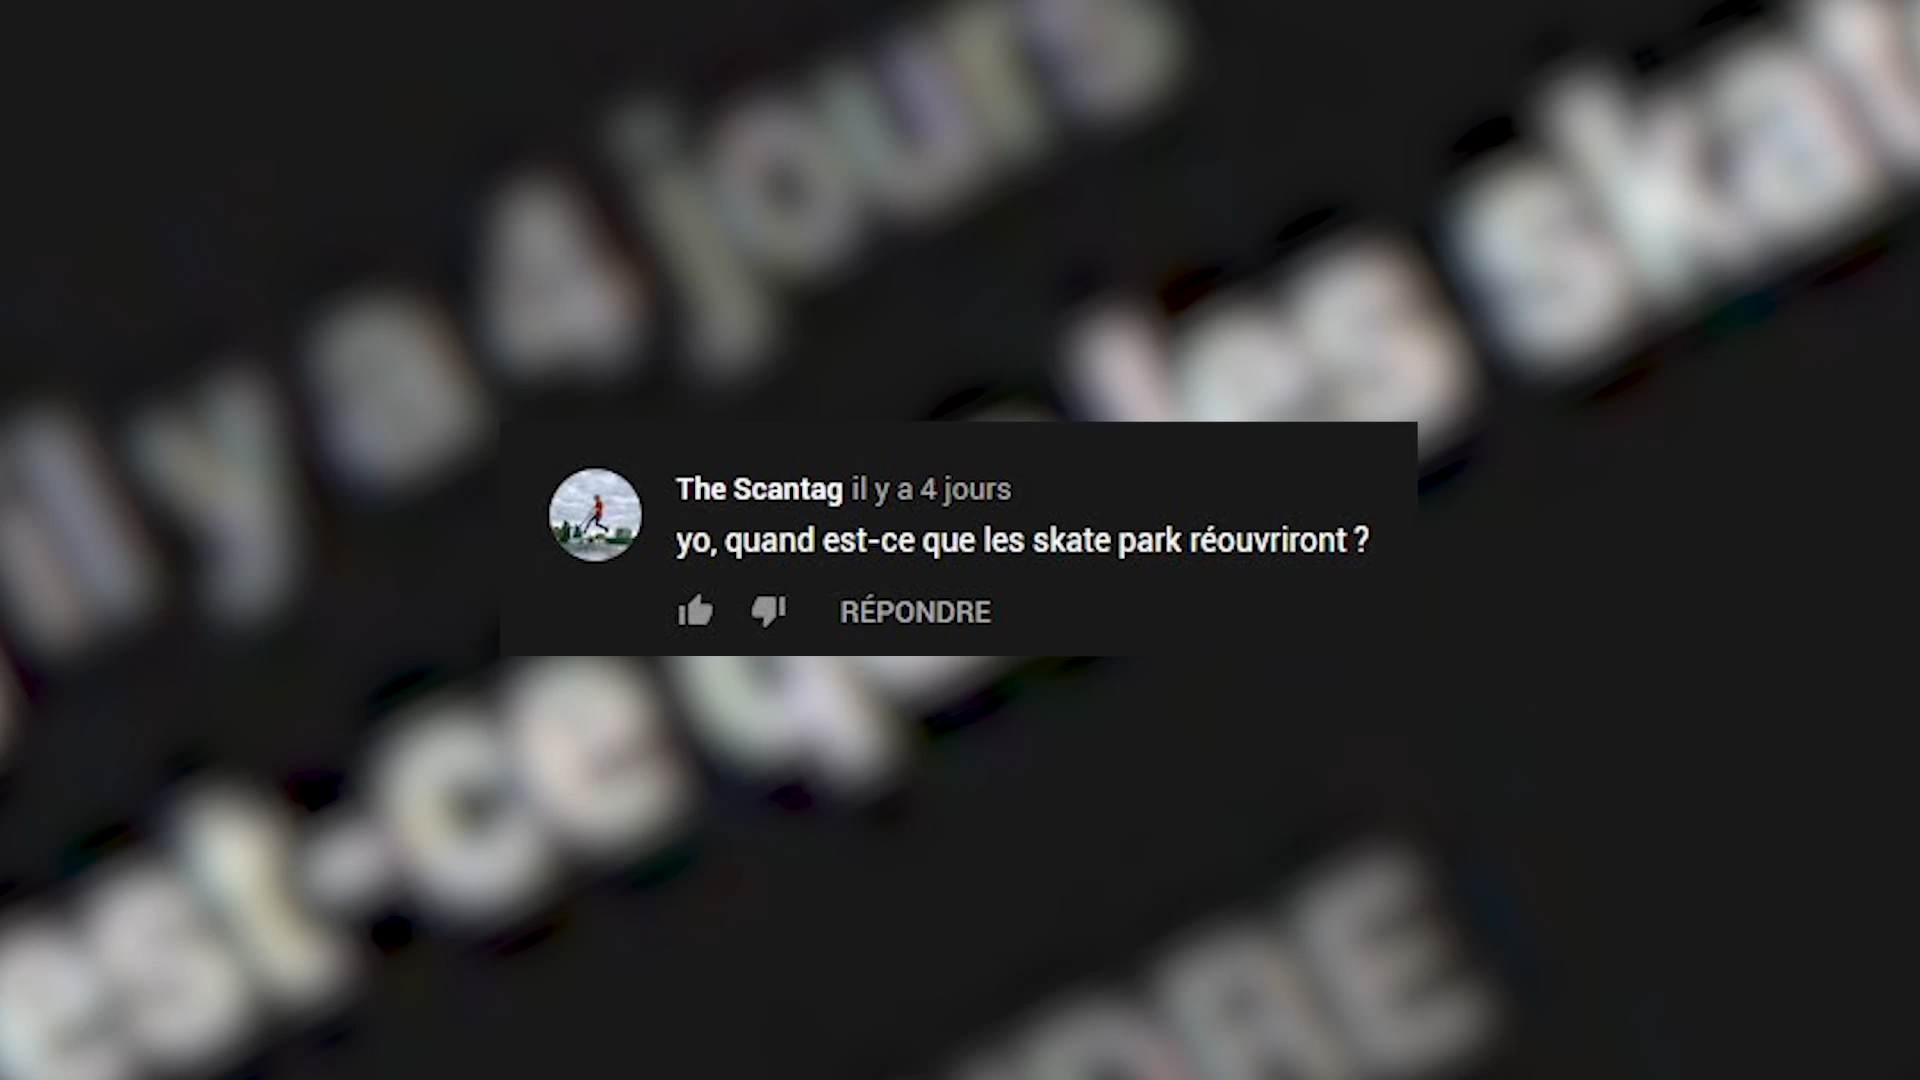 The Scantag il y a 4 jours
yo, quand est-ce que les skate park réouvriront ?
RÉPONDRE